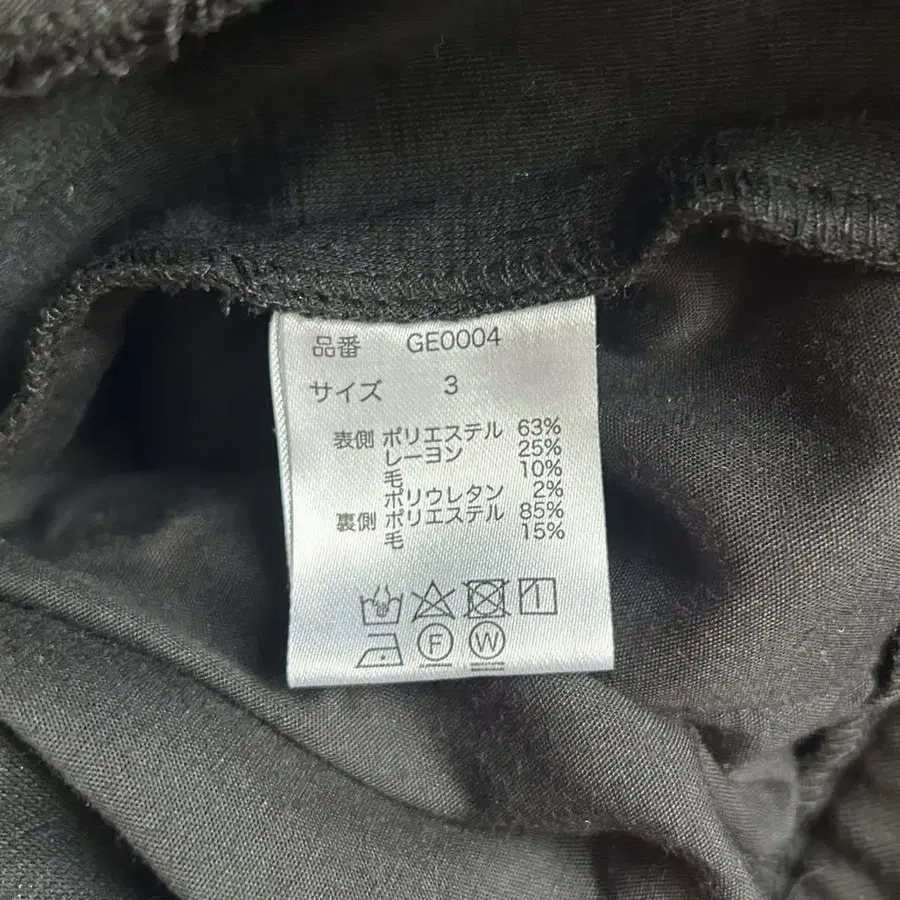 品番 GE0004
サイズ 3
表側 ポリエステル 63%
レーヨン 25%
毛 10%
ポリウレタン 2%
裏側 ポリエステル 85%
毛 15%
F W